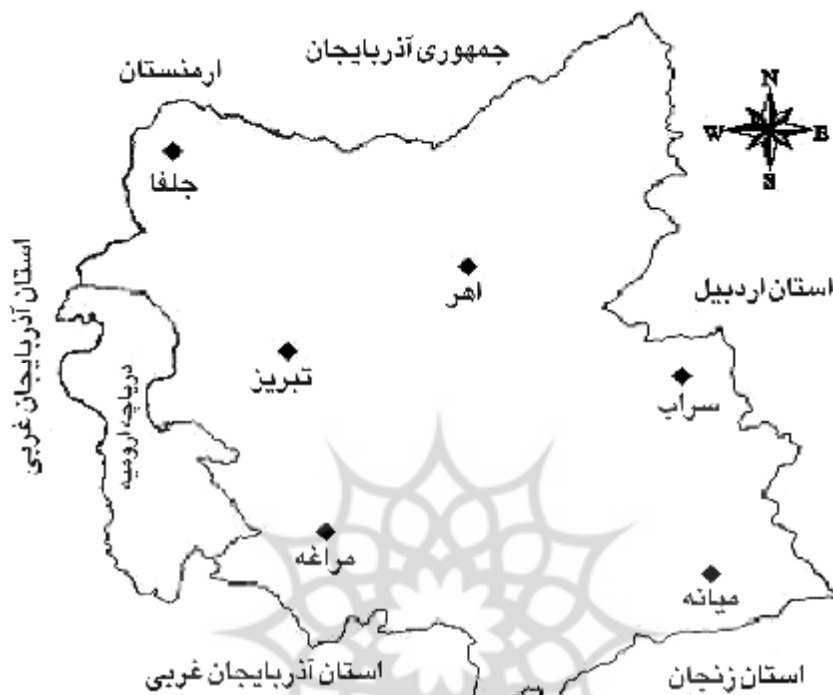 جمهوری آذربایجان
ارمنستان
N
W E
S
جلفا
استان آذربایجان غربی
اهر
استان اردبیل
تبریز
دریاچه ارومیه
سراب
مراغه
میانه
استان آذربایجان غربی
استان زنجان